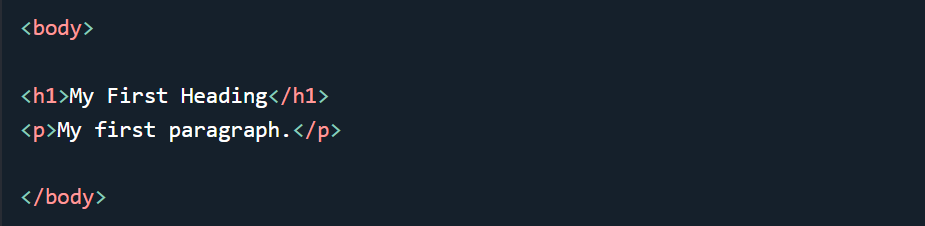 <body>
<h1>My First Heading</h1>
<p>My first paragraph.</p>
</body>